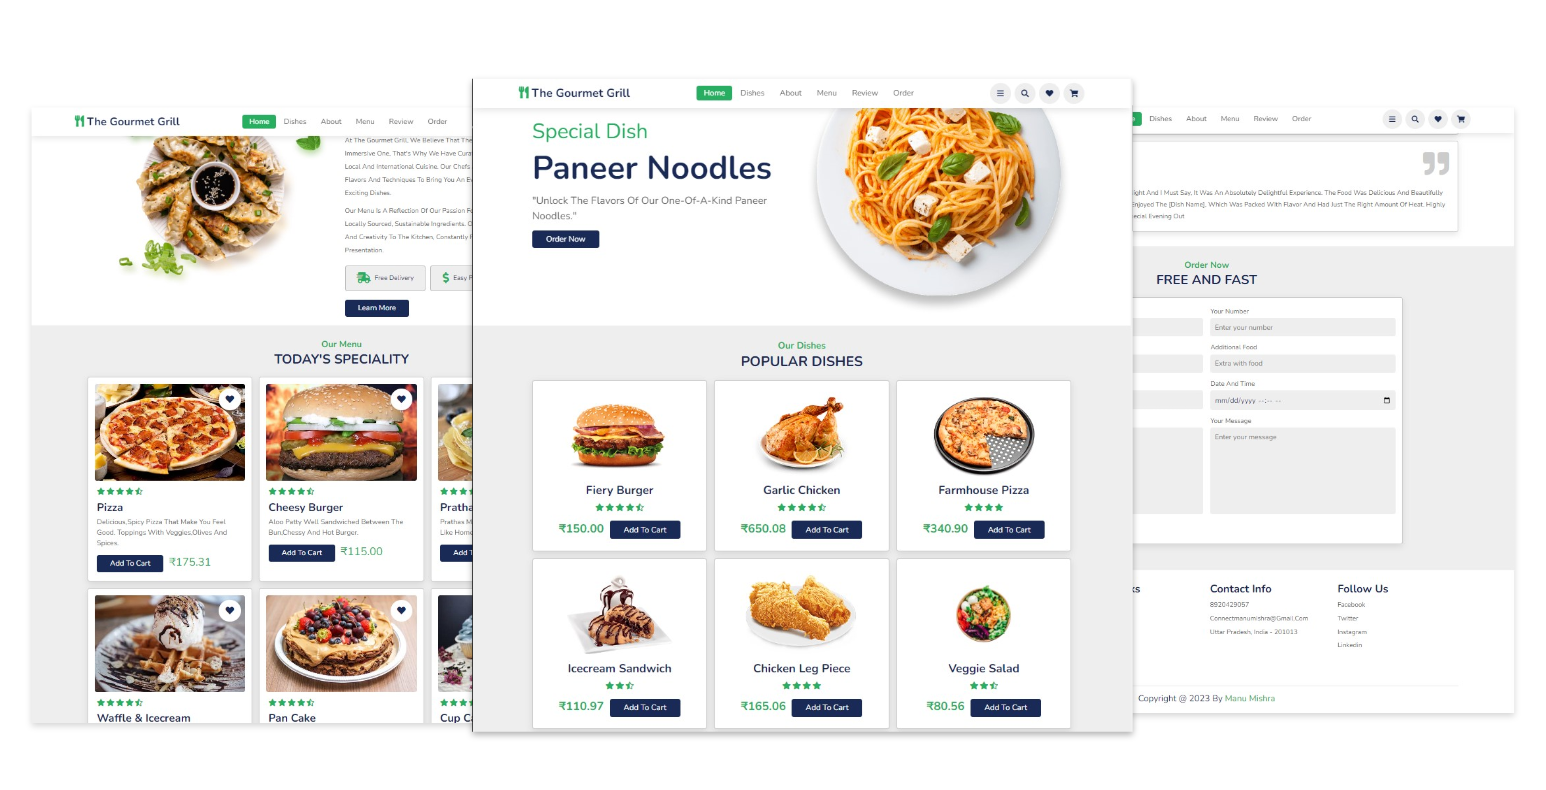 The Gourmet Grill
Home Dishes About Menu Review Order
At The Gourmet Grill, We Believe That The
Immersive One. That's Why We Have
Local And International Cuisine. Our Chefs
Flavors And Techniques To Bring You An
Exciting Dishes.
Our Menu Is A Reflection Of Our Passion
Locally Sourced, Sustainable Ingredients.
And Creativity To The Kitchen, Constantly
Presentation.
Free Delivery Easy
Learn More
Our Menu
TODAY'S SPECIALITY
Pizza
Delicious,Spicy Pizza That Make You Feel
Good, Toppings With Veggies,Olives And
Spices.
Add To Cart ₹175.31
Cheesy Burger
Aloo Patty Well Sandwiched Between The
Bun,Cheezy And Hot Burger.
Add To Cart ₹115.00
Prathas
Like Home
Waffle & Icecream
Pan Cake
Cup
The Gourmet Grill
Home Dishes About Menu Review Order
Special Dish
Paneer Noodles
"Unlock The Flavors Of Our One-Of-A-Kind Paneer
Noodles."
Order Now
Our Dishes
POPULAR DISHES
Fiery Burger
₹150.00 Add To Cart
Garlic Chicken
₹650.08 Add To Cart
Farmhouse Pizza
₹340.90 Add To Cart
Icecream Sandwich
₹110.97 Add To Cart
Chicken Leg Piece
₹165.06 Add To Cart
Veggie Salad
₹80.56 Add To Cart
Dishes About Menu Review Order
And I Must Say, It Was An Absolutely Delightful Experience. The Food Was Delicious And Beautifully
Enjoyed The [Dish Name], Which Was Packed With Flavor And Had Just The Right Amount Of Heat. Highly
Evening Out
Order Now
FREE AND FAST
Your Number
Enter your number
Additional Food
Extra with food
Date And Time
mm/dd/yyyy --:-- --
Your Message
Enter your message
Contact Info
8920429057
Connectmanumishra@Gmail.Com
Uttar Pradesh, India - 201013
Follow Us
Facebook
Twitter
Instagram
Linkedin
Copyright @ 2023 By Manu Mishra